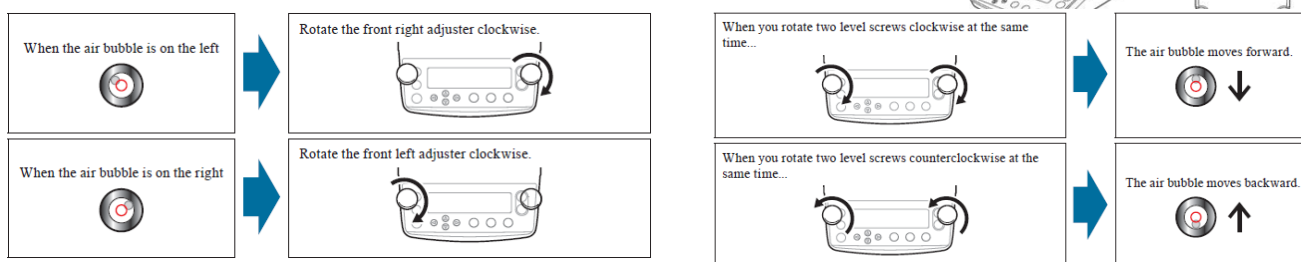 When the air bubble is on the left
Rotate the front right adjuster clockwise.
When the air bubble is on the right
Rotate the front left adjuster clockwise.
When you rotate two level screws clockwise at the same
time...
The air bubble moves forward.
When you rotate two level screws counterclockwise at the
same time...
The air bubble moves backward.